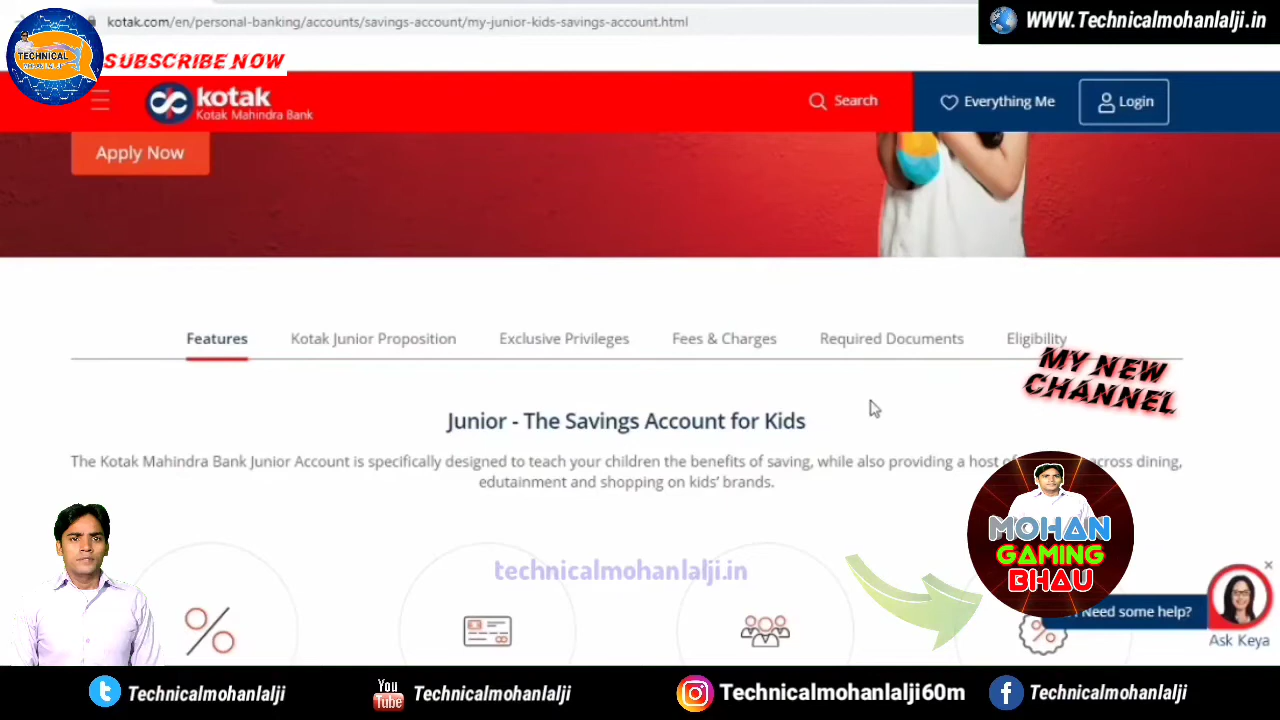 kotak.com/en/personal-banking/accounts/savings-account/my-junior-kids-savings-account.html
WWW.Technicalmohanlalji.in
TECHNICAL
SUBSCRIBE NOW
kotak
Kotak Mahindra Bank
Search
Everything Me
Login
Apply Now
Features
Kotak Junior Proposition
Exclusive Privileges
Fees & Charges
Required Documents
Eligibility
MY NEW
CHANNEL
Junior - The Savings Account for Kids
The Kotak Mahindra Bank Junior Account is specifically designed to teach your children the benefits of saving, while also providing a host of across dining,
edutainment and shopping on kids' brands.
MOHAN
GAMING
BHAU
technicalmohanlalji.in
Need some help?
Ask Keya
Technicalmohanlalji
You
Tube
Technicalmohanlalji
Technicalmohanlalji60m
Technicalmohanlalji